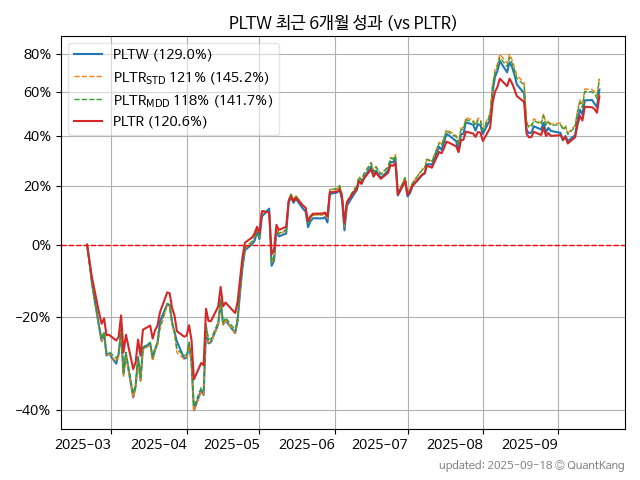 PLTW 최근 6개월 성과 (vs PLTR)
PLTW (129.0%)
PLTR_STD 121% (145.2%)
PLTR_MDD 118% (141.7%)
PLTR (120.6%)
80%
60%
40%
20%
0%
−20%
−40%
2025-03 2025-04 2025-05 2025-06 2025-07 2025-08 2025-09
updated: 2025-09-18 © QuantKang